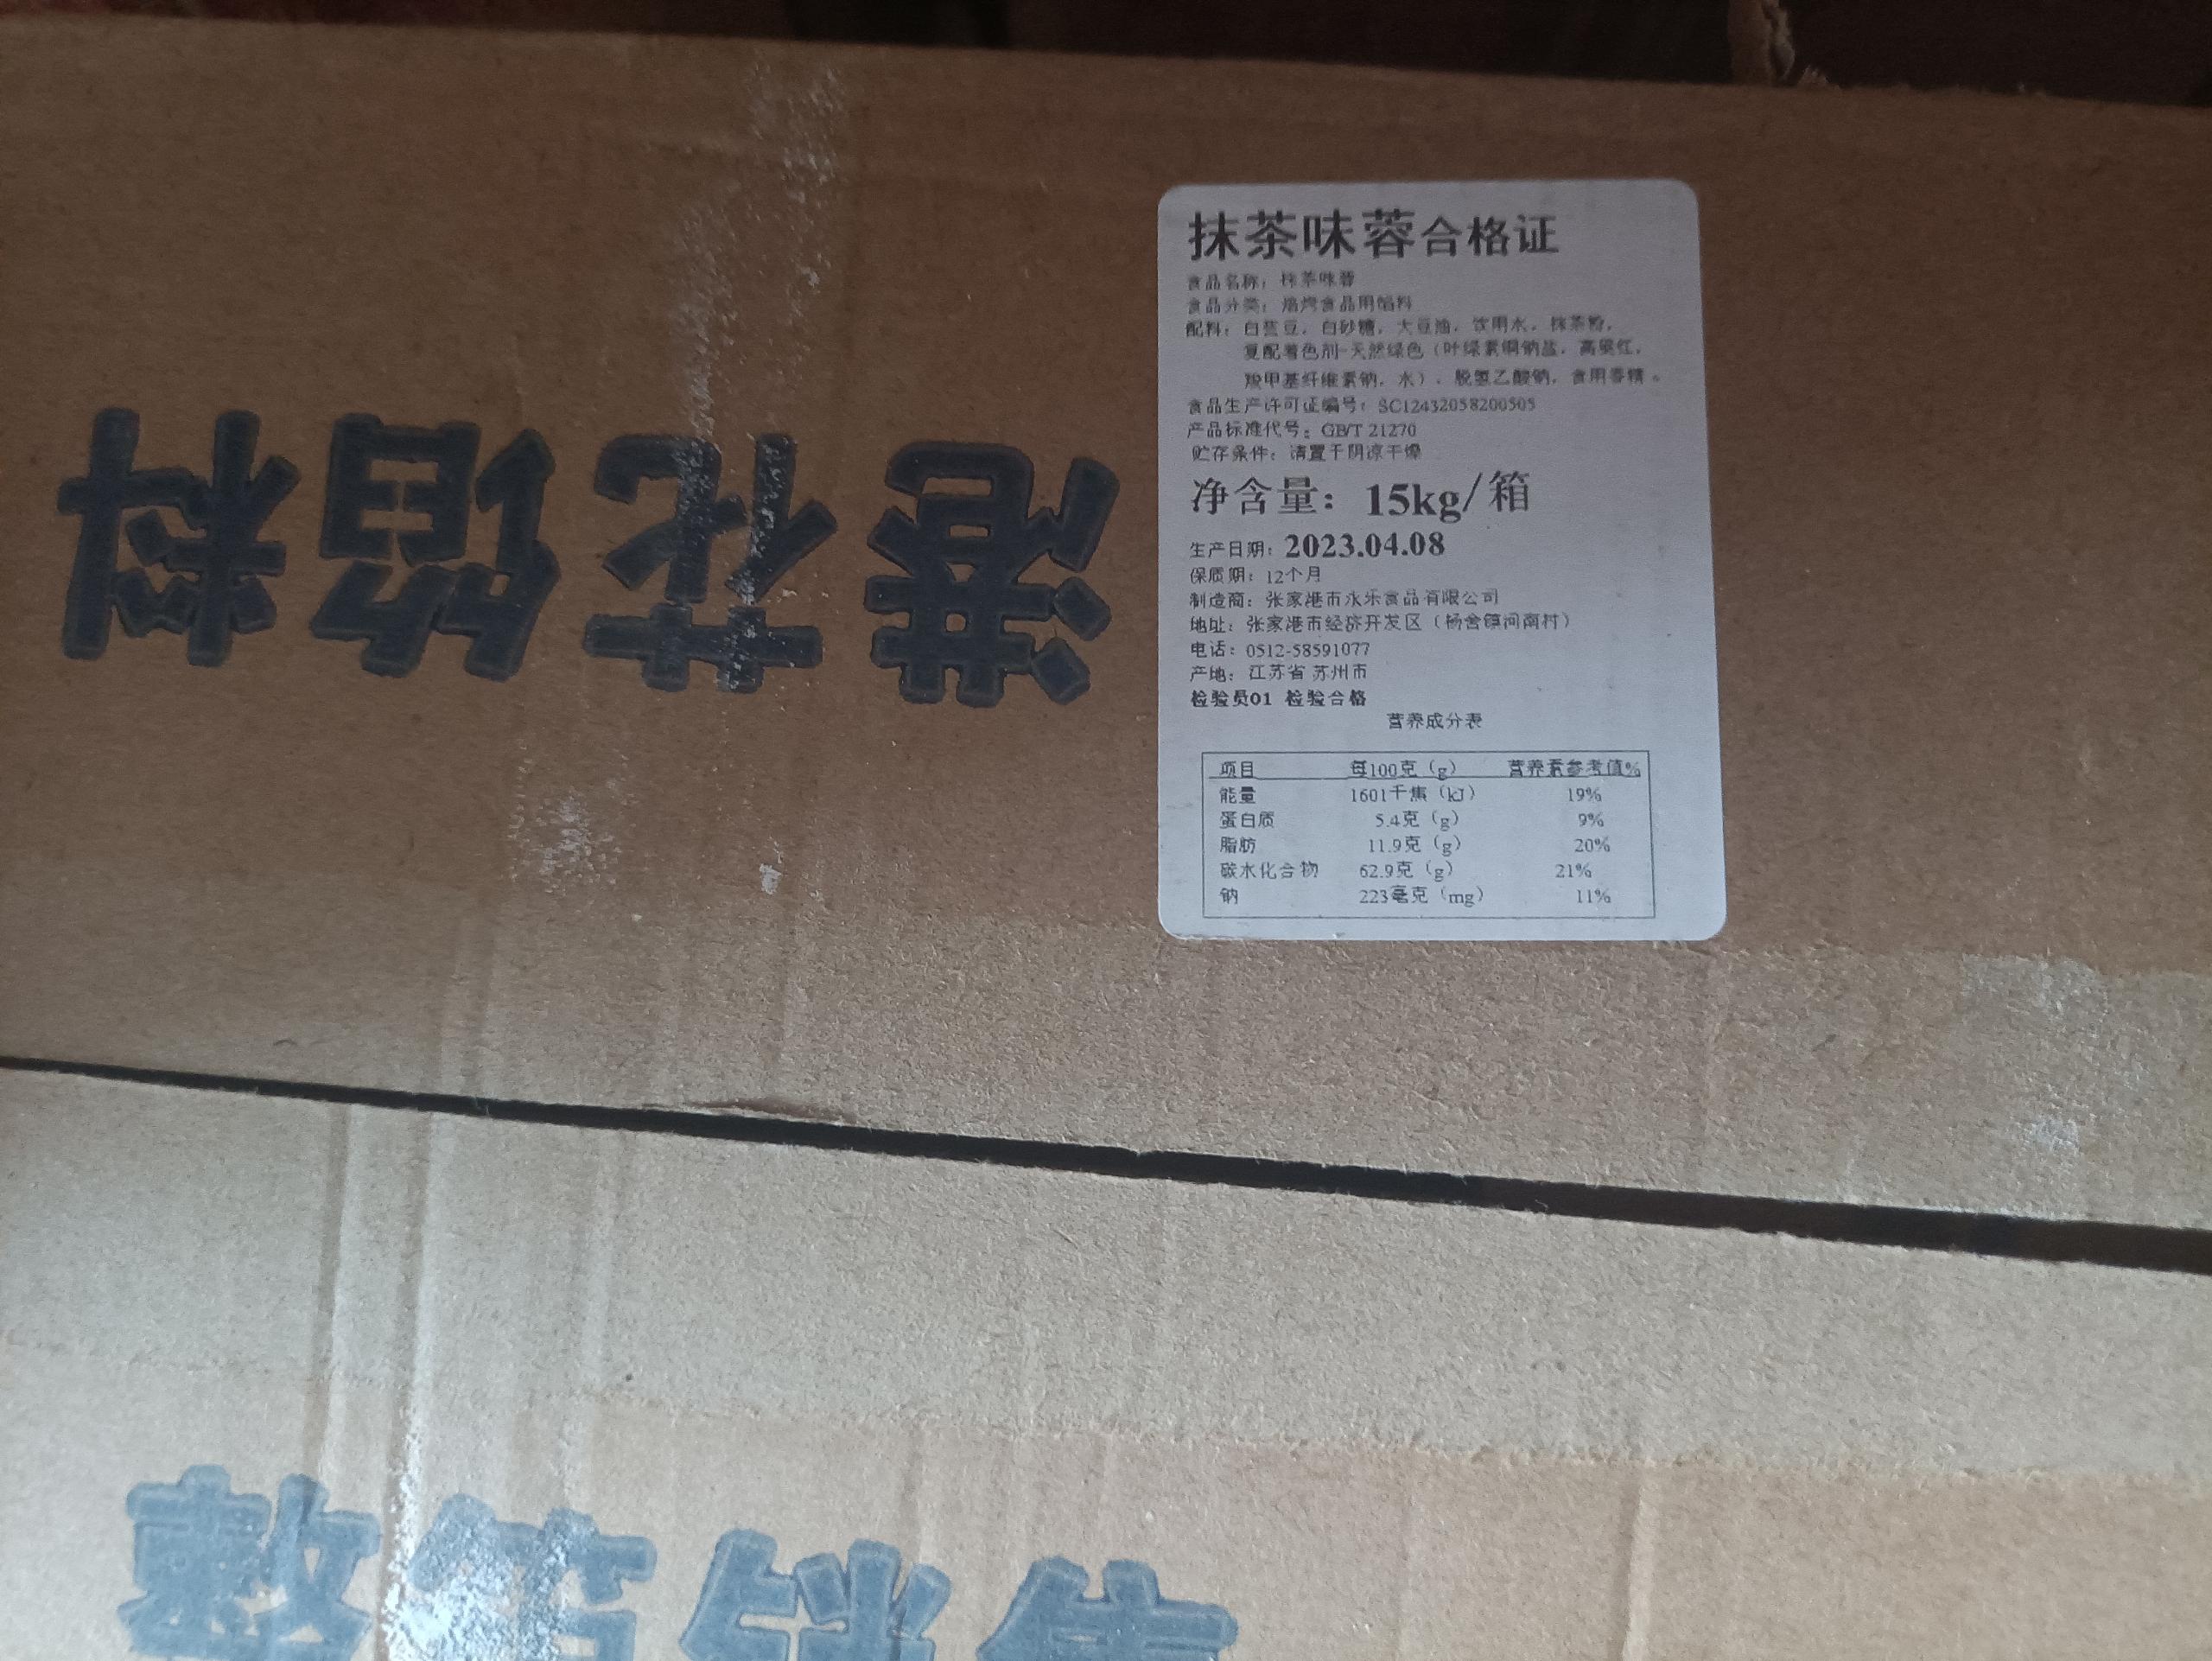 港花馅料
抹茶味蓉合格证
食品名称：抹茶味蓉
食品分类：焙烤食品用馅料
配料：白芸豆，白砂糖，大豆油，饮用水，抹茶粉，
复配着色剂-天然绿色（叶绿素铜钠盐，高粱红，
羧甲基纤维素钠，水），脱氢乙酸钠，食用香精。
食品生产许可证编号：SC12432058200505
产品标准代号：GB/T 21270
贮存条件：请置于阴凉干燥
净含量：15kg/箱
生产日期：2023.04.08
保质期：12个月
制造商：张家港市水乐食品有限公司
地址：张家港市经济开发区（杨舍镇河南村）
电话：0512-58591077
产地：江苏省 苏州市
检验员01 检验合格
营养成分表
项目 每100克（g） 营养素参考值%
能量 1601千焦（kJ） 19%
蛋白质 5.4克（g） 9%
脂肪 11.9克（g） 20%
碳水化合物 62.9克（g） 21%
钠 223毫克（mg） 11%
整箱销售